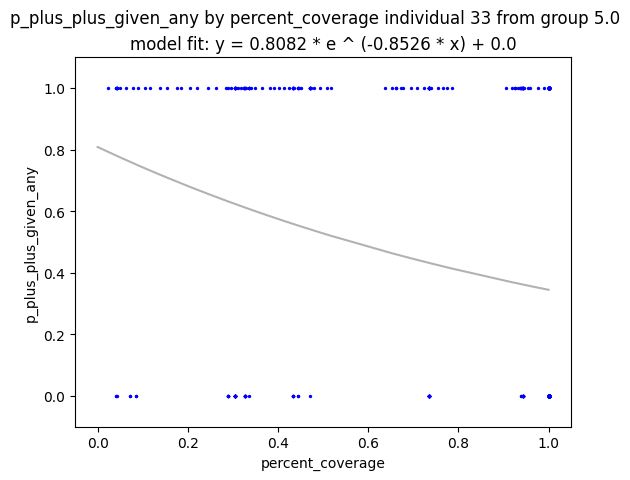 p_plus_plus_given_any by percent_coverage individual 33 from group 5.0
model fit: y = 0.8082 * e ^ (-0.8526 * x) + 0.0
1.0
0.8
0.6
0.4
0.2
0.0
p_plus_plus_given_any
0.0 0.2 0.4 0.6 0.8 1.0
percent_coverage